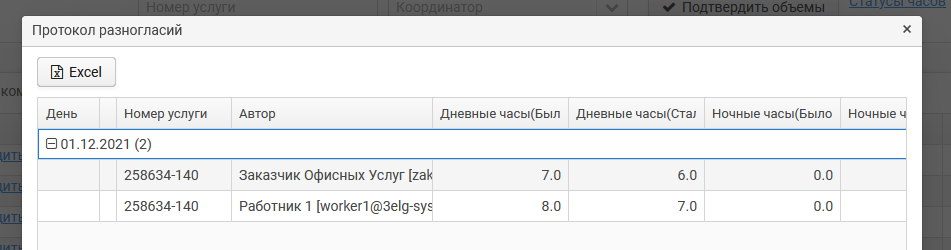 Номер услуги Координатор Подтвердить объемы Статусы часов
Протокол разногласий ×
Excel
День Номер услуги Автор Дневные часы(Был Дневные часы(Стал Ночные часы(Было Ночные ч
01.12.2021 (2)
258634-140 Заказчик Офисных Услуг [zak 7.0 6.0 0.0
258634-140 Работник 1 [worker1@3elg-sys 8.0 7.0 0.0